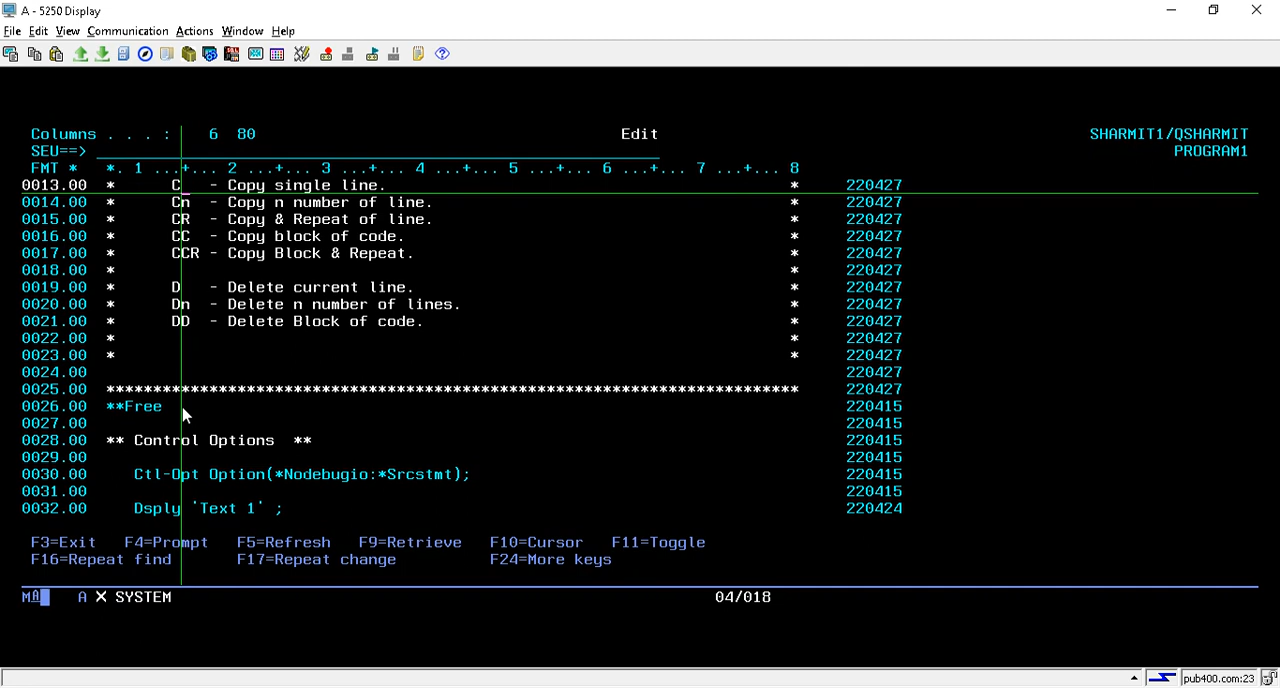 A - 5250 Display
File Edit View Communication Actions Window Help
Columns . . . : 6 80 Edit SHARMIT1/QSHARMIT
SEU==> PROGRAM1
FMT * *. 1 ...+... 2 ...+... 3 ...+... 4 ...+... 5 ...+... 6 ...+... 7 ...+... 8
0013.00 * C - Copy single line. * 220427
0014.00 * Cn - Copy n number of line. * 220427
0015.00 * CR - Copy & Repeat of line. * 220427
0016.00 * CC - Copy block of code. * 220427
0017.00 * CCR - Copy Block & Repeat. * 220427
0018.00 * * 220427
0019.00 * D - Delete current line. * 220427
0020.00 * Dn - Delete n number of lines. * 220427
0021.00 * DD - Delete Block of code. * 220427
0022.00 * * 220427
0023.00 * * 220427
0024.00 220427
0025.00 ************************************************************************** 220427
0026.00 **Free 220415
0027.00 220415
0028.00 ** Control Options ** 220415
0029.00 220415
0030.00 Ctl-Opt Option(*Nodebugio:*Srcstmt); 220415
0031.00 220415
0032.00 Dsply 'Text 1' ; 220424
F3=Exit F4=Prompt F5=Refresh F9=Retrieve F10=Cursor F11=Toggle
F16=Repeat find F17=Repeat change F24=More keys
MA A X SYSTEM 04/018
pub400.com:23